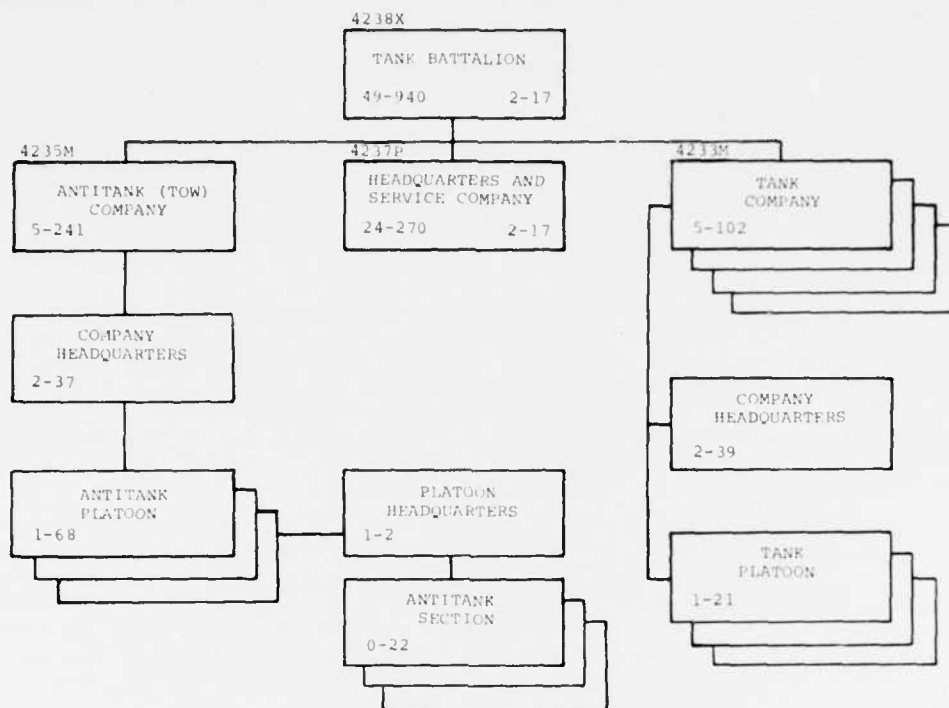 4238X
TANK BATTALION
49-940 2-17
4235M
ANTITANK (TOW)
COMPANY
5-241
4237P
HEADQUARTERS AND
SERVICE COMPANY
24-270 2-17
4233M
TANK
COMPANY
5-102
COMPANY
HEADQUARTERS
2-37
COMPANY
HEADQUARTERS
2-39
ANTITANK
PLATOON
1-68
PLATOON
HEADQUARTERS
1-2
ANTITANK
SECTION
0-22
TANK
PLATOON
1-21